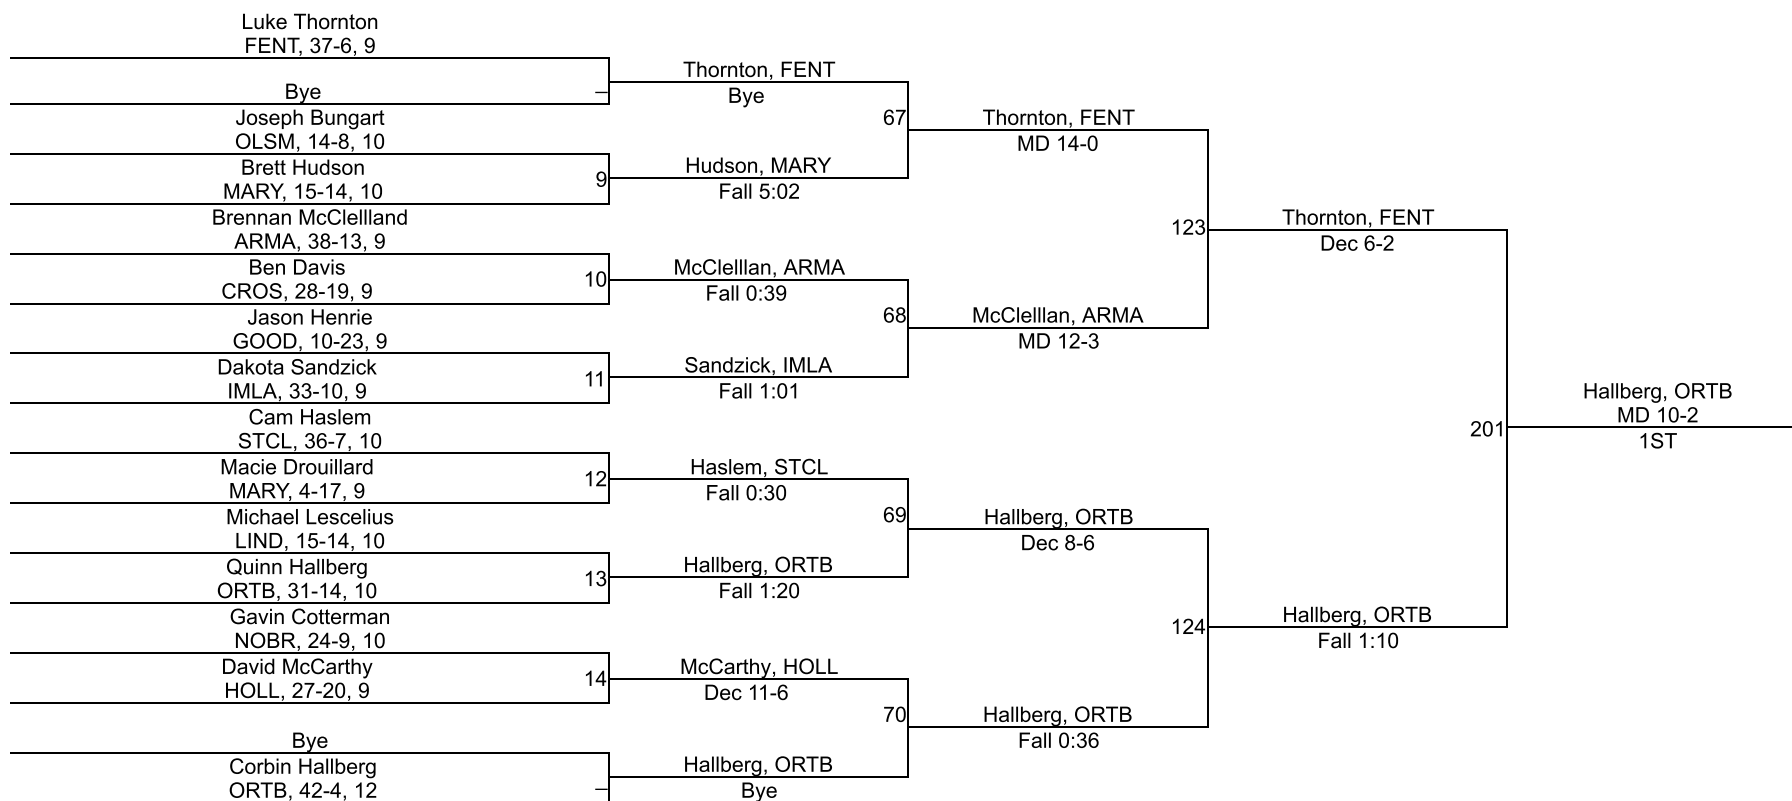 Luke Thornton
FENT, 37-6, 9
Bye
Joseph Bungart
OLSM, 14-8, 10
Brett Hudson
MARY, 15-14, 10
Brennan McClellland
ARMA, 38-13, 9
Ben Davis
CROS, 28-19, 9
Jason Henrie
GOOD, 10-23, 9
Dakota Sandzick
IMLA, 33-10, 9
Cam Haslem
STCL, 36-7, 10
Macie Drouillard
MARY, 4-17, 9
Michael Lescelius
LIND, 15-14, 10
Quinn Hallberg
ORTB, 31-14, 10
Gavin Cotterman
NOBR, 24-9, 10
David McCarthy
HOLL, 27-20, 9
Bye
Corbin Hallberg
ORTB, 42-4, 12
–
9
10
11
12
13
14
–
Thornton, FENT
Bye
Hudson, MARY
Fall 5:02
McClelllan, ARMA
Fall 0:39
Sandzick, IMLA
Fall 1:01
Haslem, STCL
Fall 0:30
Hallberg, ORTB
Fall 1:20
McCarthy, HOLL
Dec 11-6
Hallberg, ORTB
Bye
67
68
69
70
Thornton, FENT
MD 14-0
McClelllan, ARMA
MD 12-3
Hallberg, ORTB
Dec 8-6
Hallberg, ORTB
Fall 0:36
123
124
Thornton, FENT
Dec 6-2
Hallberg, ORTB
Fall 1:10
201
Hallberg, ORTB
MD 10-2
1ST